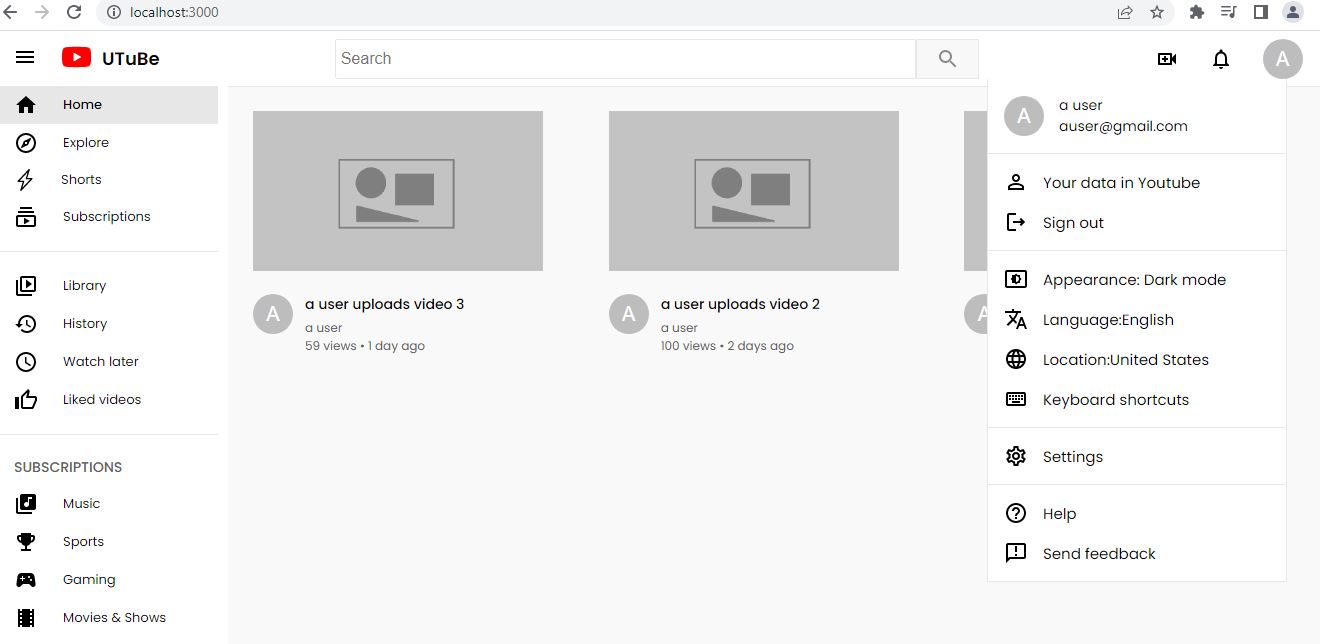 localhost:3000
UTuBe
Search
A
Home
Explore
Shorts
Subscriptions
Library
History
Watch later
Liked videos
SUBSCRIPTIONS
Music
Sports
Gaming
Movies & Shows
A
a user uploads video 3
a user
59 views • 1 day ago
A
a user uploads video 2
a user
100 views • 2 days ago
A
A
a user
auser@gmail.com
Your data in Youtube
Sign out
Appearance: Dark mode
Language:English
Location:United States
Keyboard shortcuts
Settings
Help
Send feedback